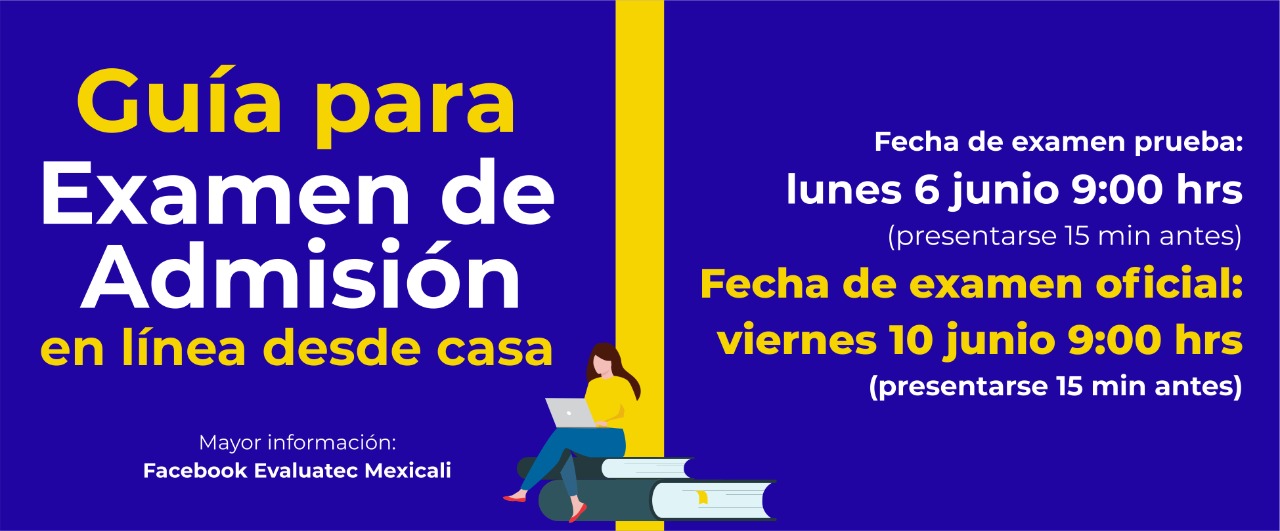 Guía para
Examen de
Admisión
en línea desde casa
Mayor información:
Facebook Evaluatec Mexicali
Fecha de examen prueba:
lunes 6 junio 9:00 hrs
(presentarse 15 min antes)
Fecha de examen oficial:
viernes 10 junio 9:00 hrs
(presentarse 15 min antes)